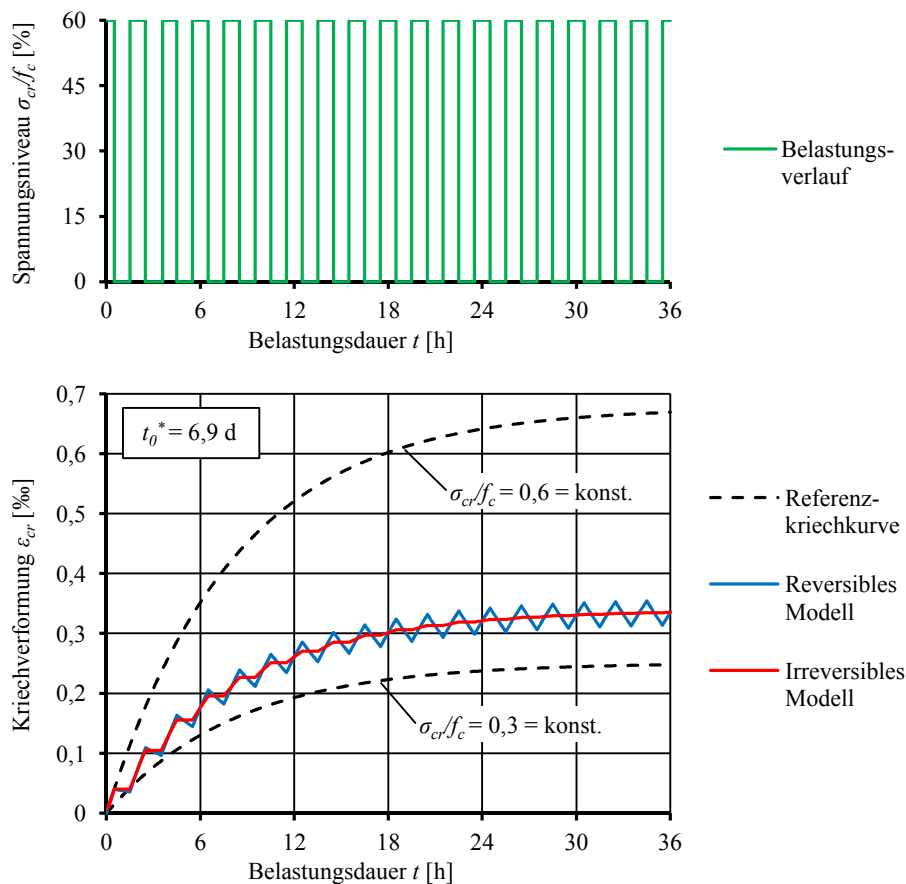 Spannungsniveau σcr/fc [%]
60
45
30
15
0
0 6 12 18 24 30 36
Belastungsdauer t [h]
Belastungs-
verlauf
Kriechverformung εcr [‰]
0,7
0,6
0,5
0,4
0,3
0,2
0,1
0
t0* = 6,9 d
σcr/fc = 0,6 = konst.
σcr/fc = 0,3 = konst.
0 6 12 18 24 30 36
Belastungsdauer t [h]
Referenz-
kriechkurve
Reversibles
Modell
Irreversibles
Modell